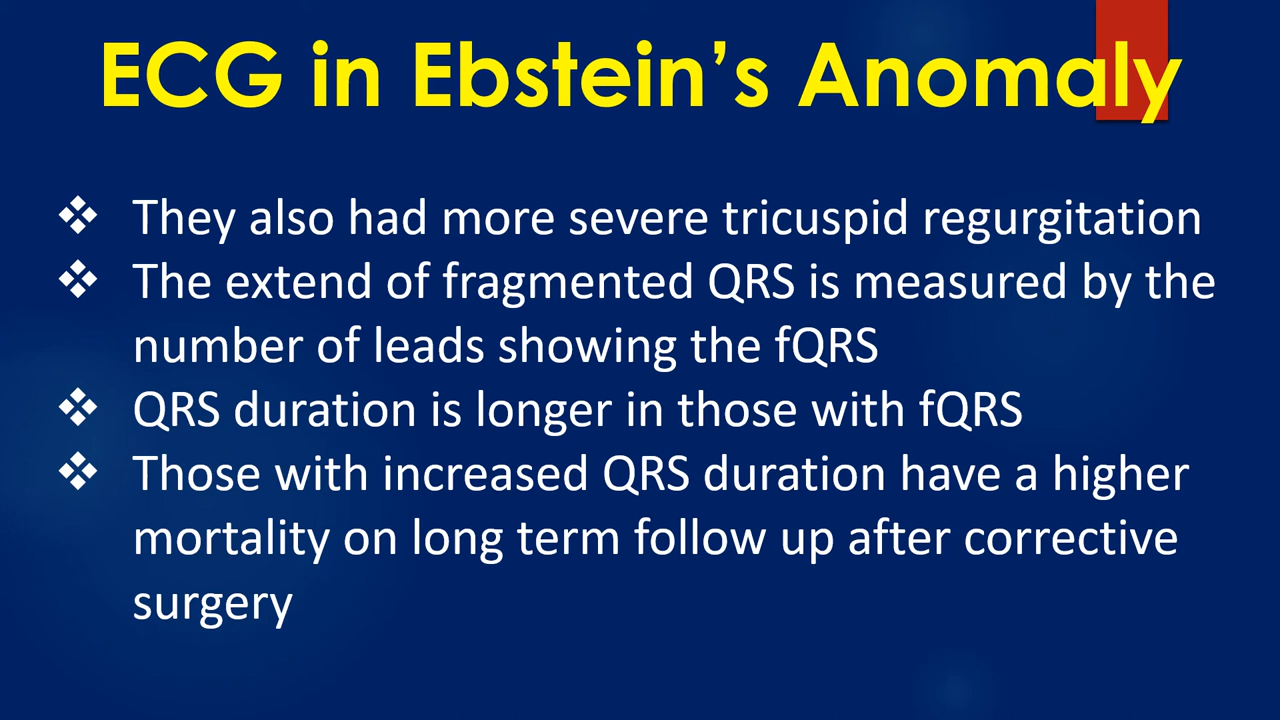 ECG in Ebstein’s Anomaly
❖ They also had more severe tricuspid regurgitation
❖ The extend of fragmented QRS is measured by the
number of leads showing the fQRS
❖ QRS duration is longer in those with fQRS
❖ Those with increased QRS duration have a higher
mortality on long term follow up after corrective
surgery